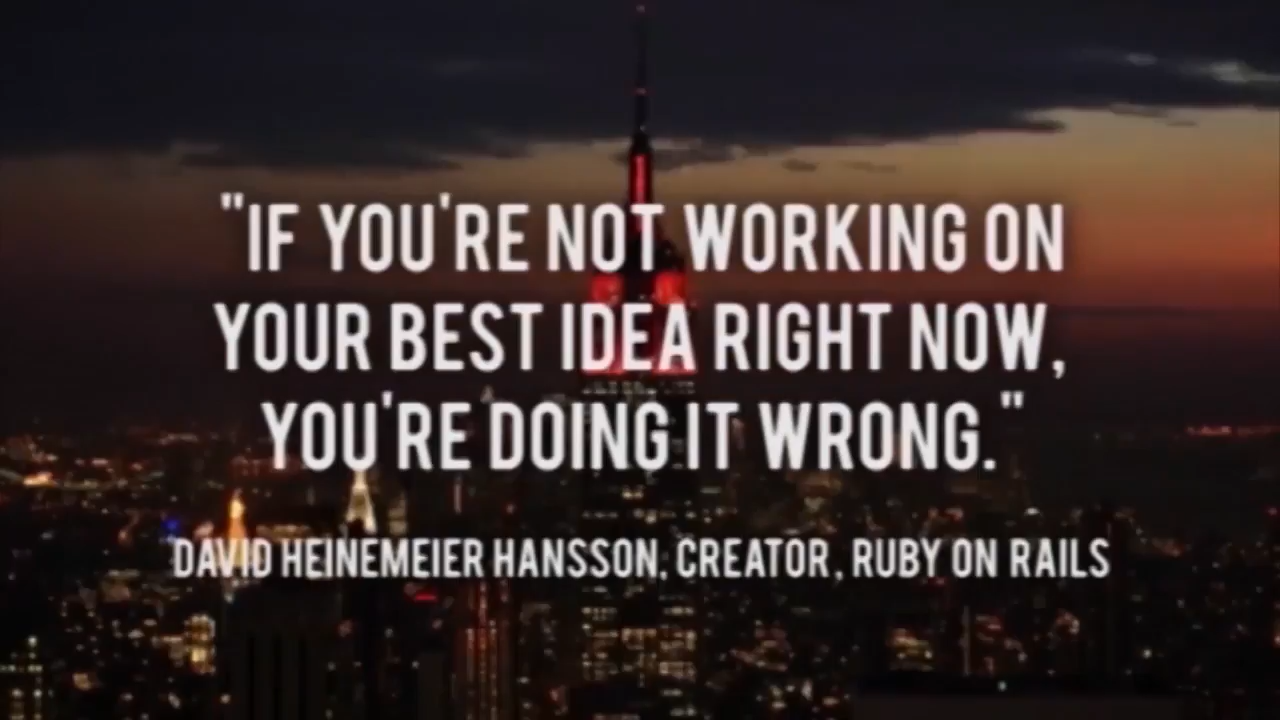 "IF YOU'RE NOT WORKING ON
YOUR BEST IDEA RIGHT NOW,
YOU'RE DOING IT WRONG."
DAVID HEINEMEIER HANSSON, CREATOR, RUBY ON RAILS